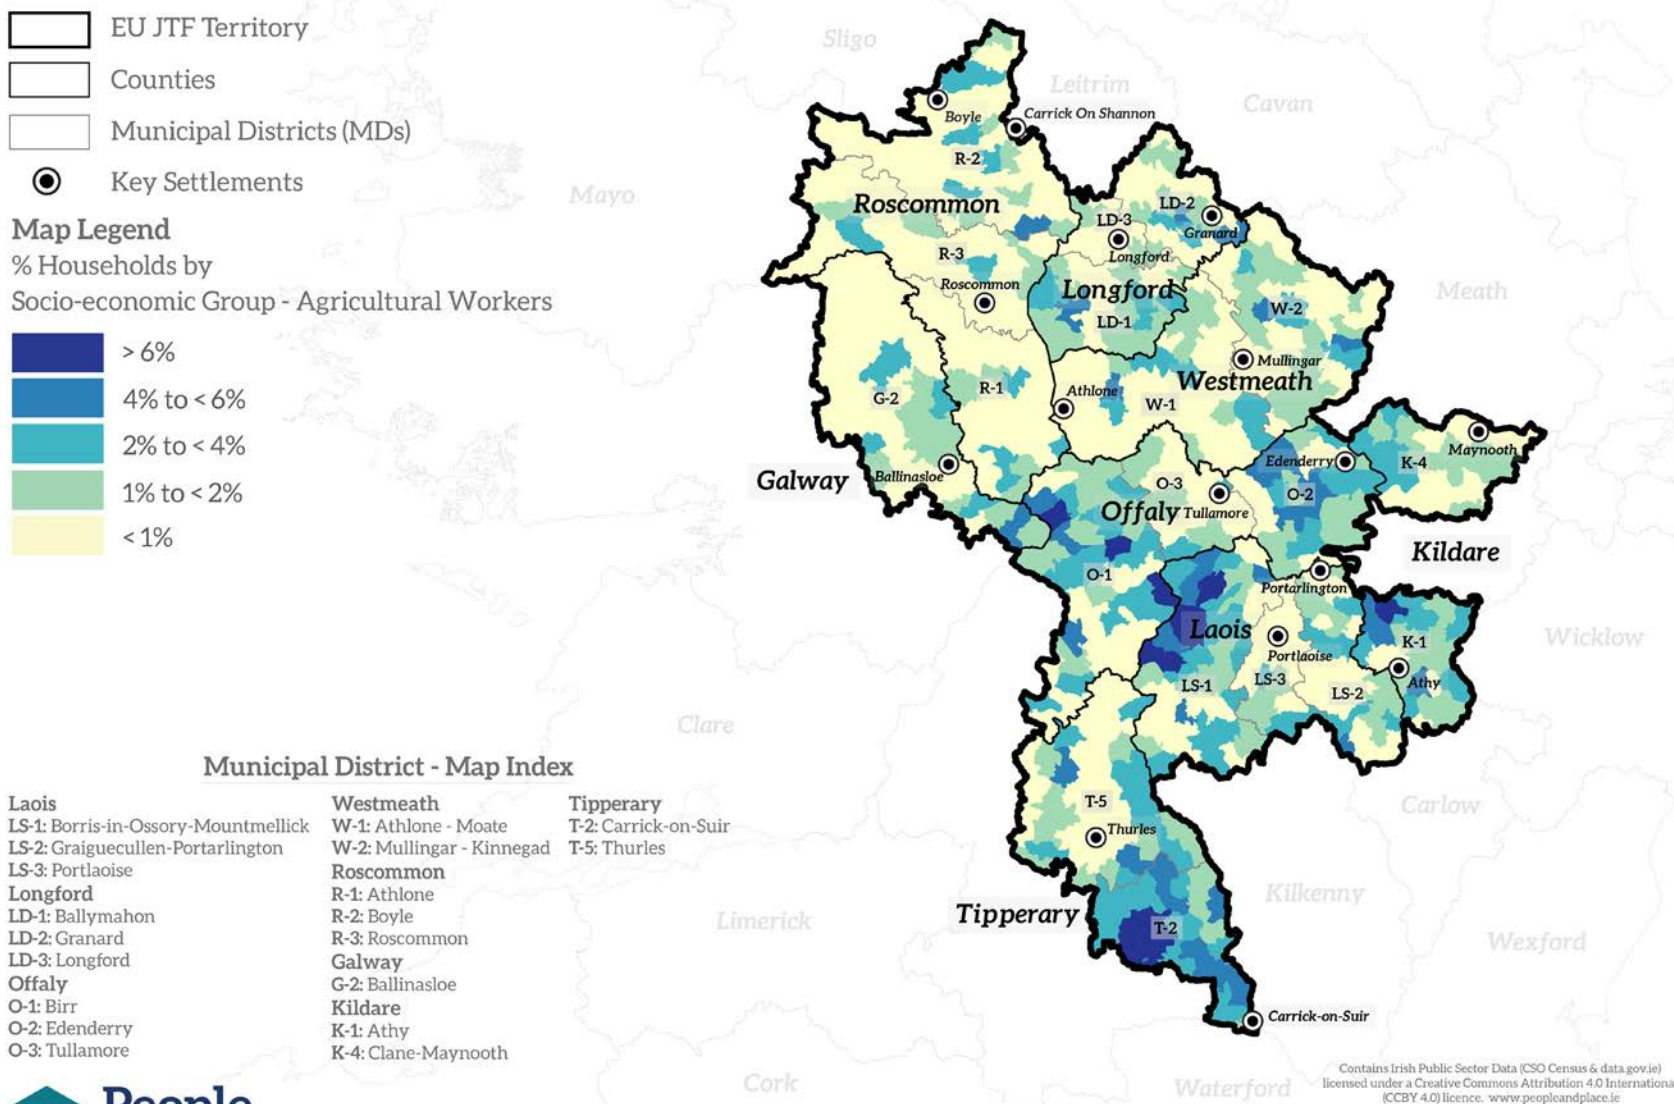 EU JTF Territory
Counties
Municipal Districts (MDs)
Key Settlements
Map Legend
% Households by
Socio-economic Group - Agricultural Workers
> 6%
4% to < 6%
2% to < 4%
1% to < 2%
< 1%
Sligo
Leitrim
Cavan
Mayo
Meath
Boyle
Carrick On Shannon
R-2
Roscommon
LD-2
LD-3
Granard
Longford
R-3
Roscommon
Longford
LD-1
W-2
Mullingar
Westmeath
Athlone
W-1
G-2
R-1
Maynooth
Edenderry
K-4
Galway
Ballinasloe
O-3
O-2
Offaly
Tullamore
Kildare
O-1
Portarlington
Laois
Portlaoise
K-1
Wicklow
Athy
LS-1
LS-3
LS-2
Clare
T-5
Thurles
Carlow
Kilkenny
Tipperary
T-2
Limerick
Wexford
Carrick-on-Suir
Cork
Waterford
Municipal District - Map Index
Laois
LS-1: Borris-in-Ossory-Mountmellick
LS-2: Graiguecullen-Portarlington
LS-3: Portlaoise
Longford
LD-1: Ballymahon
LD-2: Granard
LD-3: Longford
Offaly
O-1: Birr
O-2: Edenderry
O-3: Tullamore
Westmeath
W-1: Athlone - Moate
W-2: Mullingar - Kinnegad
Roscommon
R-1: Athlone
R-2: Boyle
R-3: Roscommon
Galway
G-2: Ballinasloe
Kildare
K-1: Athy
K-4: Clane-Maynooth
Tipperary
T-2: Carrick-on-Suir
T-5: Thurles
People
Contains Irish Public Sector Data (CSO Census & data.gov.ie)
licensed under a Creative Commons Attribution 4.0 Internationa
(CCBY 4.0) licence. www.peopleandplace.ie